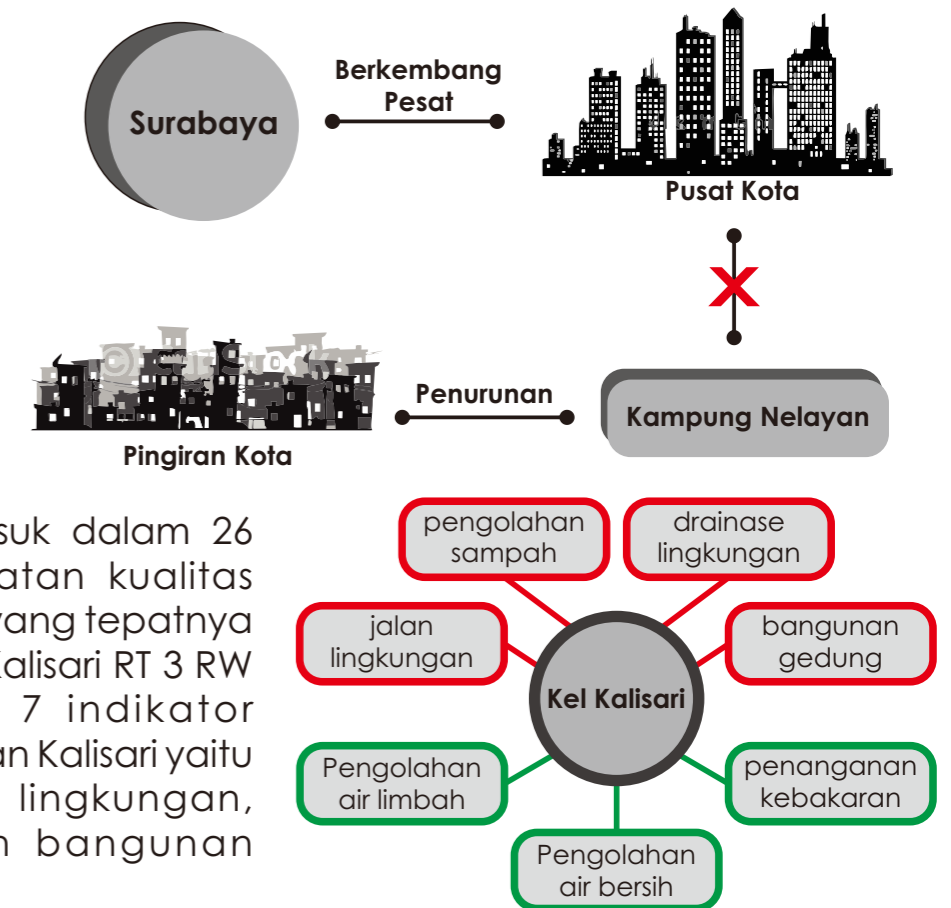 Surabaya
Berkembang
Pesat
Pusat Kota
Pingiran Kota
Penurunan
Kampung Nelayan
suk dalam 26
atan kualitas
yang tepatnya
Kalisari RT 3 RW
7 indikator
an Kalisari yaitu
lingkungan,
bangunan
pengolahan
sampah
drainase
lingkungan
jalan
lingkungan
bangunan
gedung
Kel Kalisari
Pengolahan
air limbah
penanganan
kebakaran
Pengolahan
air bersih